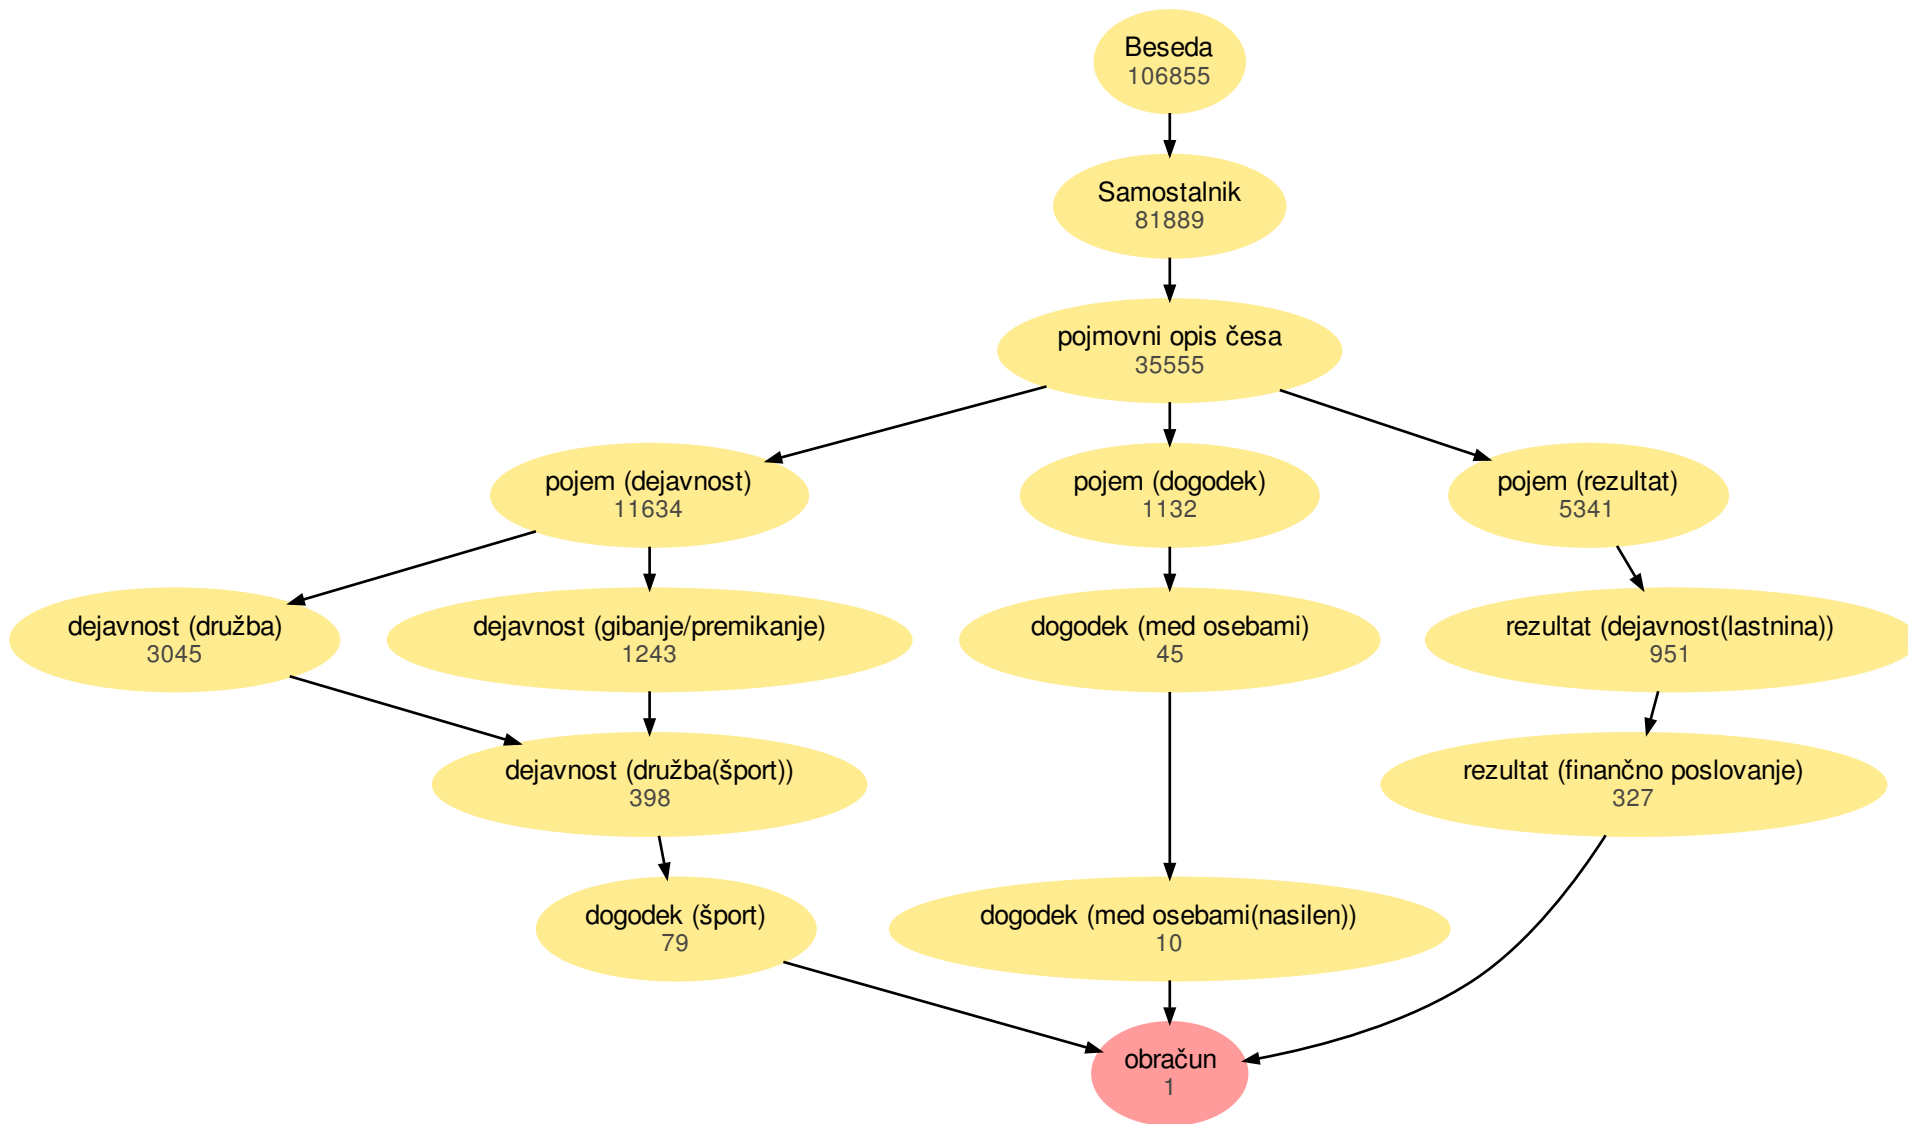 Beseda
106855
Samostalnik
81889
pojmovni opis česa
35555
pojem (dejavnost)
11634
pojem (dogodek)
1132
pojem (rezultat)
5341
dejavnost (družba)
3045
dejavnost (gibanje/premikanje)
1243
dogodek (med osebami)
45
rezultat (dejavnost(lastnina))
951
dejavnost (družba(šport))
398
rezultat (finančno poslovanje)
327
dogodek (šport)
79
dogodek (med osebami(nasilen))
10
obračun
1